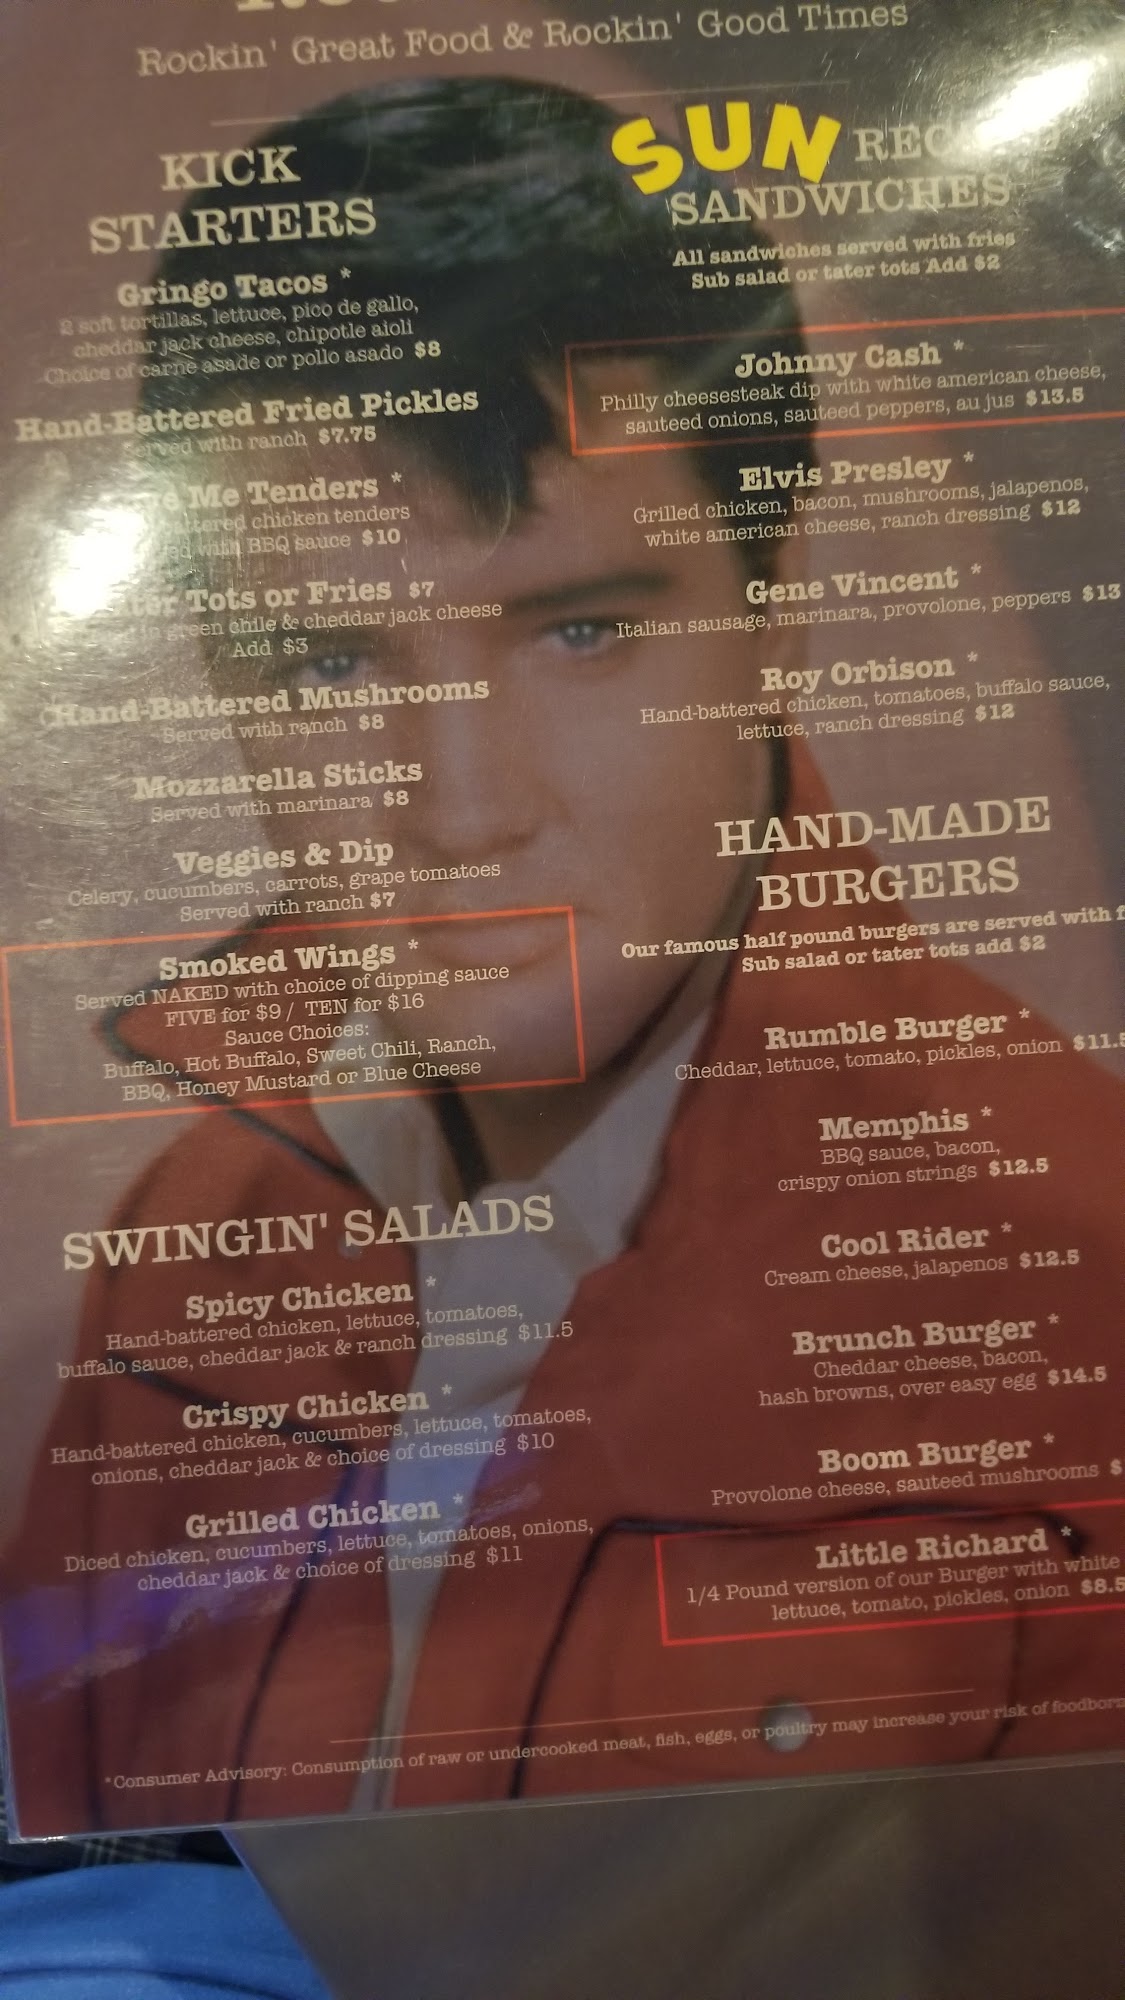 Rockin' Great Food & Rockin' Good Times
KICK
STARTERS
Gringo Tacos *
2 soft tortillas, lettuce, pico de gallo,
cheddar jack cheese, chipotle aioli
Choice of carne asade or pollo asado $8
Hand-Battered Fried Pickles
Served with ranch $7.75
Me Tenders *
chicken tenders
with BBQ sauce $10
Tots or Fries $7
green chile & cheddar jack cheese
Add $3
Hand-Battered Mushrooms
Served with ranch $8
Mozzarella Sticks
Served with marinara $8
Veggies & Dip
Celery, cucumbers, carrots, grape tomatoes
Served with ranch $7
Smoked Wings *
Served NAKED with choice of dipping sauce
FIVE for $9 / TEN for $16
Sauce Choices:
Buffalo, Hot Buffalo, Sweet Chili, Ranch,
BBQ, Honey Mustard or Blue Cheese
SWINGIN' SALADS
Spicy Chicken *
Hand-battered chicken, lettuce, tomatoes,
buffalo sauce, cheddar jack & ranch dressing $11.5
Crispy Chicken *
Hand-battered chicken, cucumbers, lettuce, tomatoes,
onions, cheddar jack & choice of dressing $10
Grilled Chicken *
Diced chicken, cucumbers, lettuce, tomatoes, onions,
cheddar jack & choice of dressing $11
SUN
SANDWICHES
All sandwiches served with fries
Sub salad or tater tots Add $2
Johnny Cash *
Philly cheesesteak dip with white american cheese,
sauteed onions, sauteed peppers, au jus $13.5
Elvis Presley *
Grilled chicken, bacon, mushrooms, jalapenos,
white american cheese, ranch dressing $12
Gene Vincent *
Italian sausage, marinara, provolone, peppers $13
Roy Orbison *
Hand-battered chicken, tomatoes, buffalo sauce,
lettuce, ranch dressing $12
HAND-MADE
BURGERS
Our famous half pound burgers are served with
Sub salad or tater tots add $2
Rumble Burger *
Cheddar, lettuce, tomato, pickles, onion $11.5
Memphis *
BBQ sauce, bacon,
crispy onion strings $12.5
Cool Rider *
Cream cheese, jalapenos $12.5
Brunch Burger *
Cheddar cheese, bacon,
hash browns, over easy egg $14.5
Boom Burger *
Provolone cheese, sauteed mushrooms $
Little Richard *
1/4 Pound version of our Burger with white
lettuce, tomato, pickles, onion $8.5
*Consumer Advisory: Consumption of raw or undercooked meat, fish, eggs, or poultry may increase your risk of